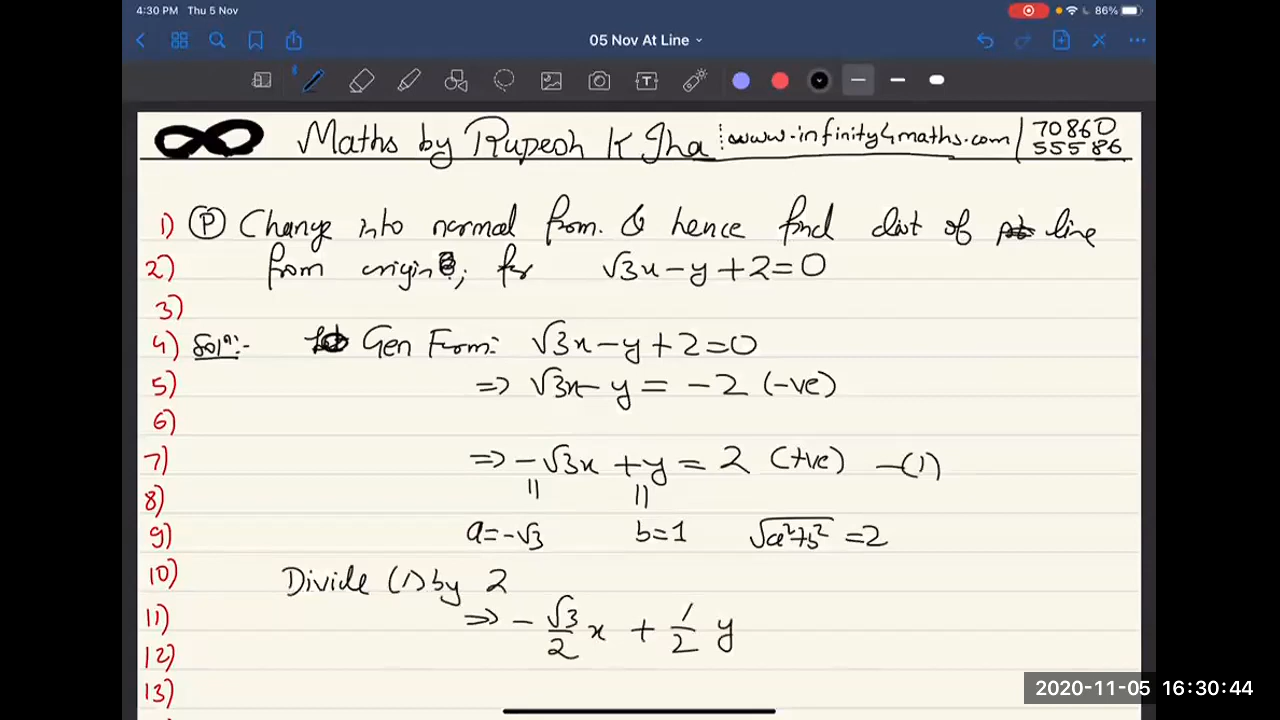 4:30 PM Thu 5 Nov
86%
05 Nov At Line
Maths by Rupesh K Jha www.infinity4maths.com 70860 55586
1) (P) Change into normal from. & hence find dist of line
2) from origin, for √3x - y + 2 = 0
3)
4) Solⁿ:- Gen From: √3x - y + 2 = 0
5) => √3x - y = -2 (-ve)
6)
7) => -√3x + y = 2 (+ve) —(1)
8) || ||
9) a = -√3 b = 1 √a²+b² = 2
10) Divide (1) by 2
11) => -√3/2 x + 1/2 y
12)
13)
2020-11-05 16:30:44